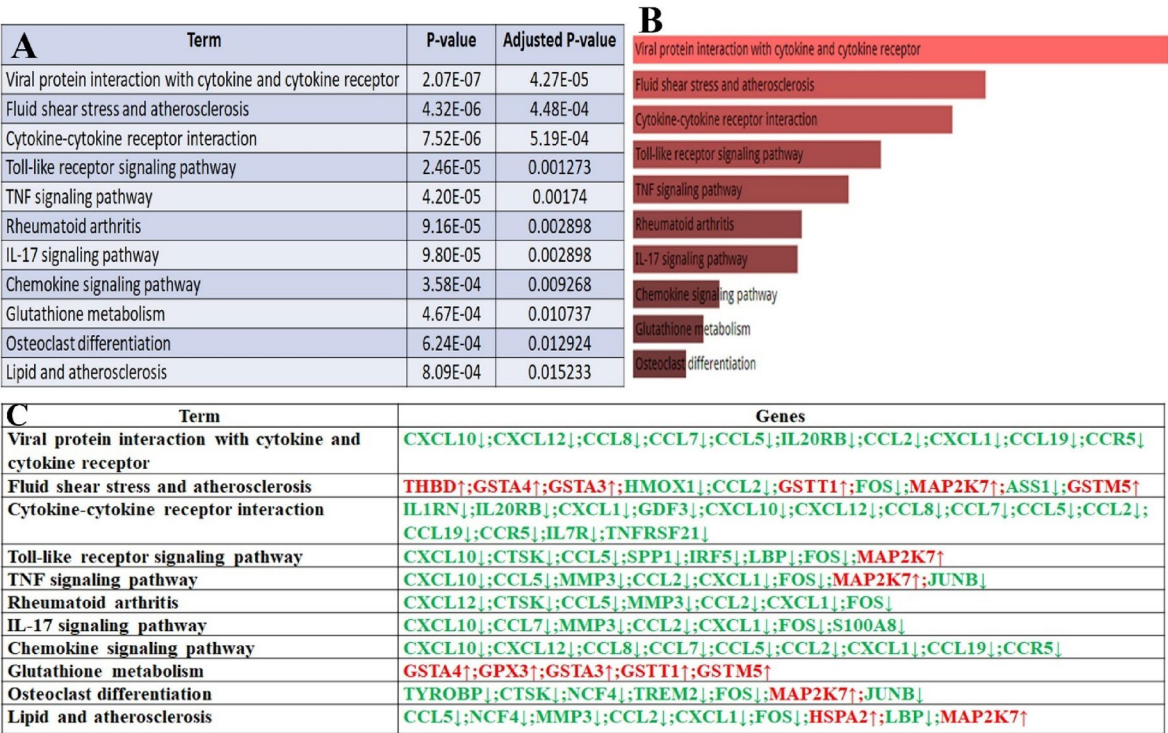 A
Term P-value Adjusted P-value
Viral protein interaction with cytokine and cytokine receptor 2.07E-07 4.27E-05
Fluid shear stress and atherosclerosis 4.32E-06 4.48E-04
Cytokine-cytokine receptor interaction 7.52E-06 5.19E-04
Toll-like receptor signaling pathway 2.46E-05 0.001273
TNF signaling pathway 4.20E-05 0.00174
Rheumatoid arthritis 9.16E-05 0.002898
IL-17 signaling pathway 9.80E-05 0.002898
Chemokine signaling pathway 3.58E-04 0.009268
Glutathione metabolism 4.67E-04 0.010737
Osteoclast differentiation 6.24E-04 0.012924
Lipid and atherosclerosis 8.09E-04 0.015233
B
Viral protein interaction with cytokine and cytokine receptor
Fluid shear stress and atherosclerosis
Cytokine-cytokine receptor interaction
Toll-like receptor signaling pathway
TNF signaling pathway
Rheumatoid arthritis
IL-17 signaling pathway
Chemokine signaling pathway
Glutathione metabolism
Osteoclast differentiation
C
Term Genes
Viral protein interaction with cytokine and CXCL10↓;CXCL12↓;CCL8↓;CCL7↓;CCL5↓;IL20RB↓;CCL2↓;CXCL1↓;CCL19↓;CCR5↓
cytokine receptor
Fluid shear stress and atherosclerosis THBD↑;GSTA4↑;GSTA3↑;HMOX1↓;CCL2↓;GSTT1↑;FOS↓;MAP2K7↑;ASS1↓;GSTM5↑
Cytokine-cytokine receptor interaction IL1RN↓;IL20RB↓;CXCL1↓;GDF3↓;CXCL10↓;CXCL12↓;CCL8↓;CCL7↓;CCL5↓;CCL2↓;
CCL19↓;CCR5↓;IL7R↓;TNFRSF21↓
Toll-like receptor signaling pathway CXCL10↓;CTSK↓;CCL5↓;SPP1↓;IRF5↓;LBP↓;FOS↓;MAP2K7↑
TNF signaling pathway CXCL10↓;CCL5↓;MMP3↓;CCL2↓;CXCL1↓;FOS↓;MAP2K7↑;JUNB↓
Rheumatoid arthritis CXCL12↓;CTSK↓;CCL5↓;MMP3↓;CCL2↓;CXCL1↓;FOS↓
IL-17 signaling pathway CXCL10↓;CCL7↓;MMP3↓;CCL2↓;CXCL1↓;FOS↓;S100A8↓
Chemokine signaling pathway CXCL10↓;CXCL12↓;CCL8↓;CCL7↓;CCL5↓;CCL2↓;CXCL1↓;CCL19↓;CCR5↓
Glutathione metabolism GSTA4↑;GPX3↑;GSTA3↑;GSTT1↑;GSTM5↑
Osteoclast differentiation TYROBP↓;CTSK↓;NCF4↓;TREM2↓;FOS↓;MAP2K7↑;JUNB↓
Lipid and atherosclerosis CCL5↓;NCF4↓;MMP3↓;CCL2↓;CXCL1↓;FOS↓;HSPA2↑;LBP↓;MAP2K7↑